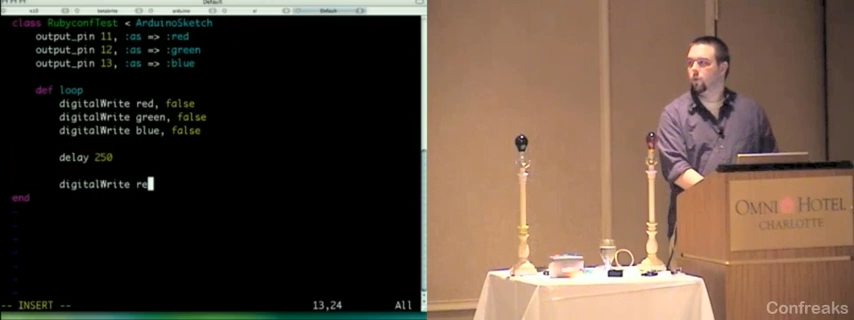 Default
Default
class RubyconfTest < ArduinoSketch
output_pin 11, :as => :red
output_pin 12, :as => :green
output_pin 13, :as => :blue
def loop
digitalWrite red, false
digitalWrite green, false
digitalWrite blue, false
delay 250
digitalWrite re
end
-- INSERT --
13,24
All
OMNI HOTEL
CHARLOTTE
Confreaks